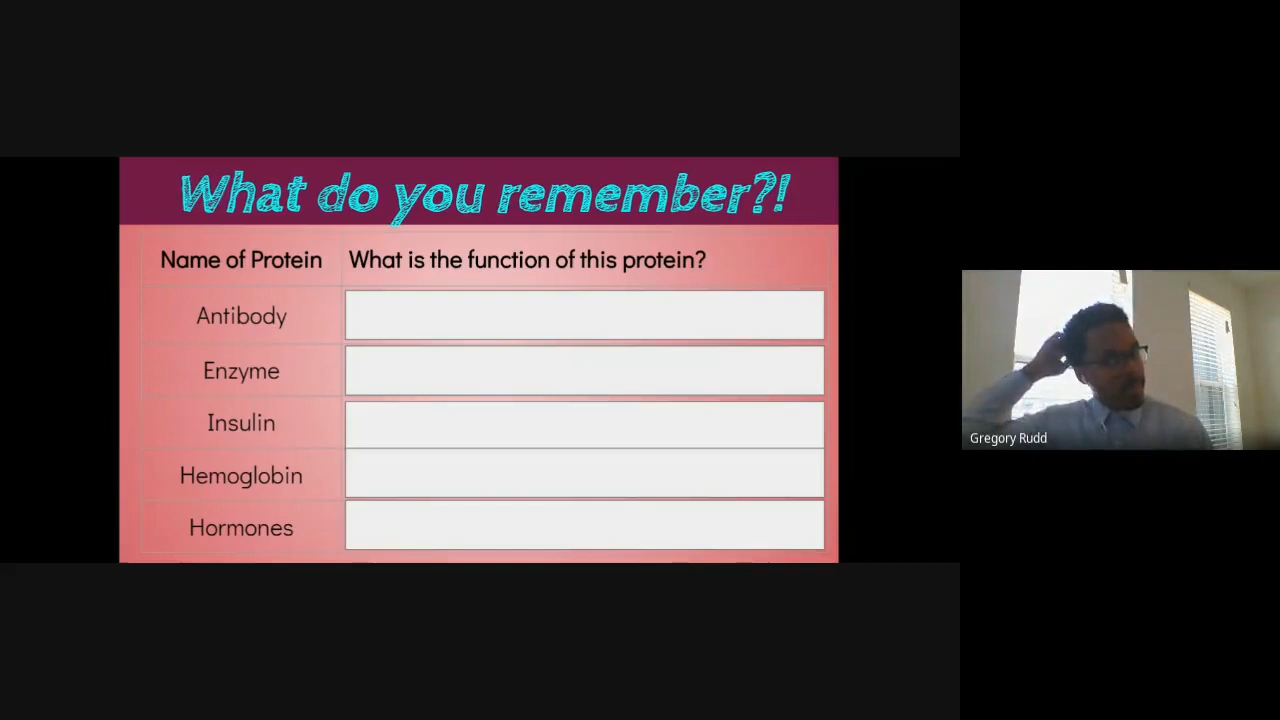 What do you remember?!
Name of Protein What is the function of this protein?
Antibody
Enzyme
Insulin
Hemoglobin
Hormones
Gregory Rudd